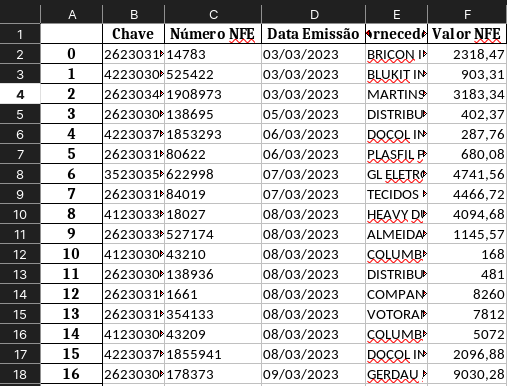 A B C D E F
1 Chave Número NFE Data Emissão rneced Valor NFE
2 0 2623031 14783 03/03/2023 BRICON I 2318,47
3 1 4223030 525422 03/03/2023 BLUKIT IN 903,31
4 2 2623034 1908973 03/03/2023 MARTINS 3183,34
5 3 2623030 138695 05/03/2023 DISTRIBU 402,37
6 4 4223037 1853293 06/03/2023 DOCOL IN 287,76
7 5 2623031 80622 06/03/2023 PLASFIL F 680,08
8 6 3523035 622998 07/03/2023 GL ELETRO 4741,56
9 7 2623031 84019 07/03/2023 TECIDOS 4466,72
10 8 4123033 18027 08/03/2023 HEAVY D 4094,68
11 9 2623033 527174 08/03/2023 ALMEIDA 1145,57
12 10 4123030 43210 08/03/2023 COLUMB 168
13 11 2623030 138936 08/03/2023 DISTRIBU 481
14 12 2623031 1661 08/03/2023 COMPAN 8260
15 13 2623031 354133 08/03/2023 VOTORA 7812
16 14 4123030 43209 08/03/2023 COLUMB 5072
17 15 4223037 1855941 08/03/2023 DOCOL IN 2096,88
18 16 2623030 178373 09/03/2023 GERDAU 9030,28